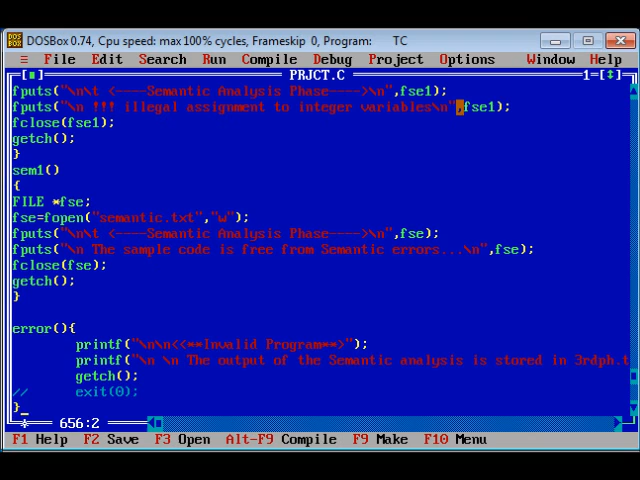 DOSBox 0.74, Cpu speed: max 100% cycles, Frameskip 0, Program: TC
≡ File Edit Search Run Compile Debug Project Options Window Help
[■] PRJCT.C 1=[↕]
fputs("\n\t <----Semantic Analysis Phase---->\n",fse1);
fputs("\n !!! illegal assignment to integer variables\n",fse1);
fclose(fse1);
getch();
}
sem1()
{
FILE *fse;
fse=fopen("semantic.txt","w");
fputs("\n\t <----Semantic Analysis Phase---->\n",fse);
fputs("\n The sample code is free from Semantic errors...\n",fse);
fclose(fse);
getch();
}
error(){
printf("\n\n<<**Invalid Program**>");
printf("\n \n The output of the Semantic analysis is stored in 3rdph.t
getch();
// exit(0);
}_
656:2
F1 Help F2 Save F3 Open Alt-F9 Compile F9 Make F10 Menu